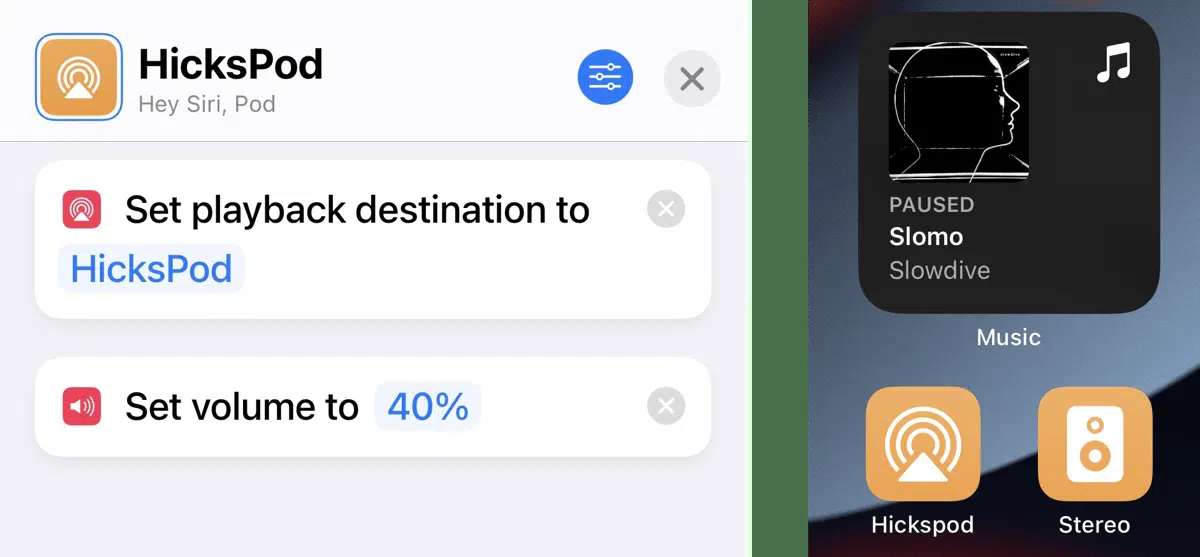 HicksPod
Hey Siri, Pod
Set playback destination to
HicksPod
Set volume to 40%
slowdive
PAUSED
Slomo
Slowdive
Music
Hickspod
Stereo